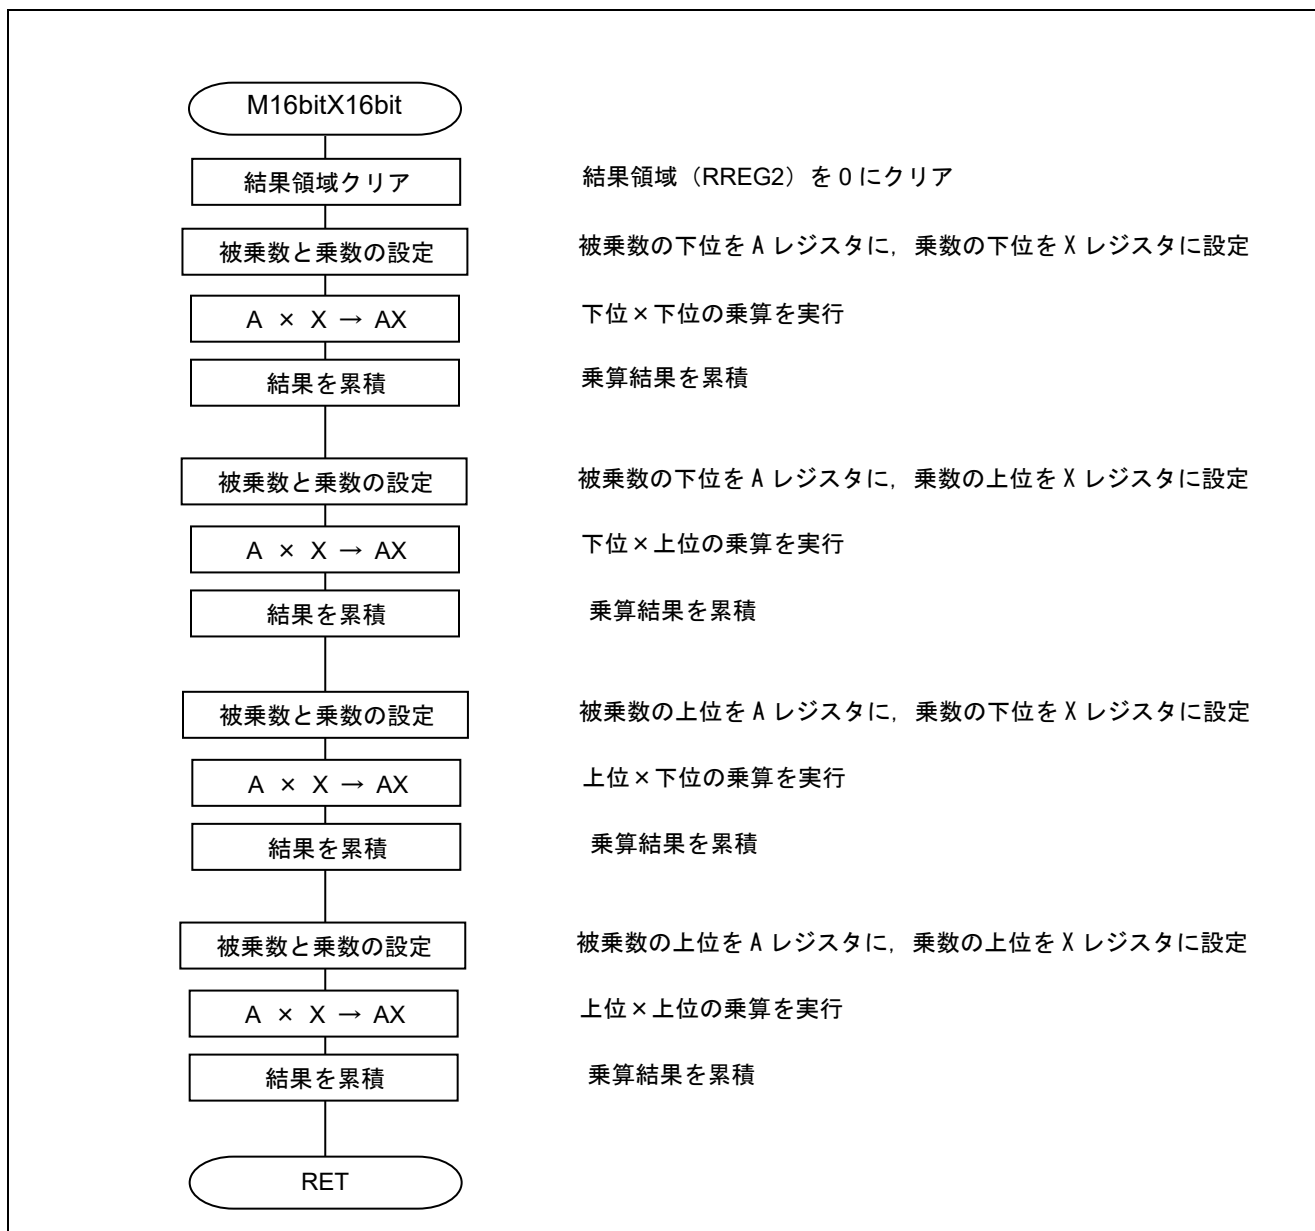 M16bitX16bit
結果領域クリア
結果領域（RREG2）を 0 にクリア
被乗数と乗数の設定
被乗数の下位を A レジスタに，乗数の下位を X レジスタに設定
A × X → AX
下位×下位の乗算を実行
結果を累積
乗算結果を累積
被乗数と乗数の設定
被乗数の下位を A レジスタに，乗数の上位を X レジスタに設定
A × X → AX
下位×上位の乗算を実行
結果を累積
乗算結果を累積
被乗数と乗数の設定
被乗数の上位を A レジスタに，乗数の下位を X レジスタに設定
A × X → AX
上位×下位の乗算を実行
結果を累積
乗算結果を累積
被乗数と乗数の設定
被乗数の上位を A レジスタに，乗数の上位を X レジスタに設定
A × X → AX
上位×上位の乗算を実行
結果を累積
乗算結果を累積
RET